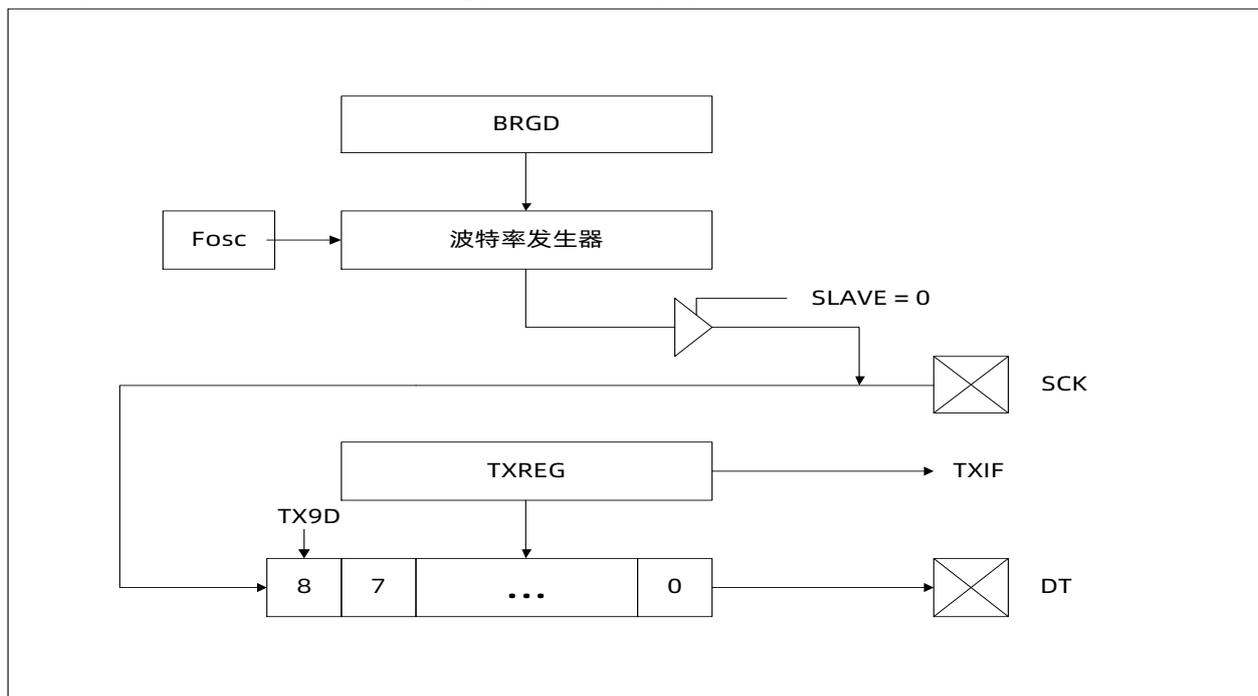 BRGD
Fosc
波特率发生器
SLAVE = 0
SCK
TXREG
TXIF
TX9D
8 7 ... 0
DT